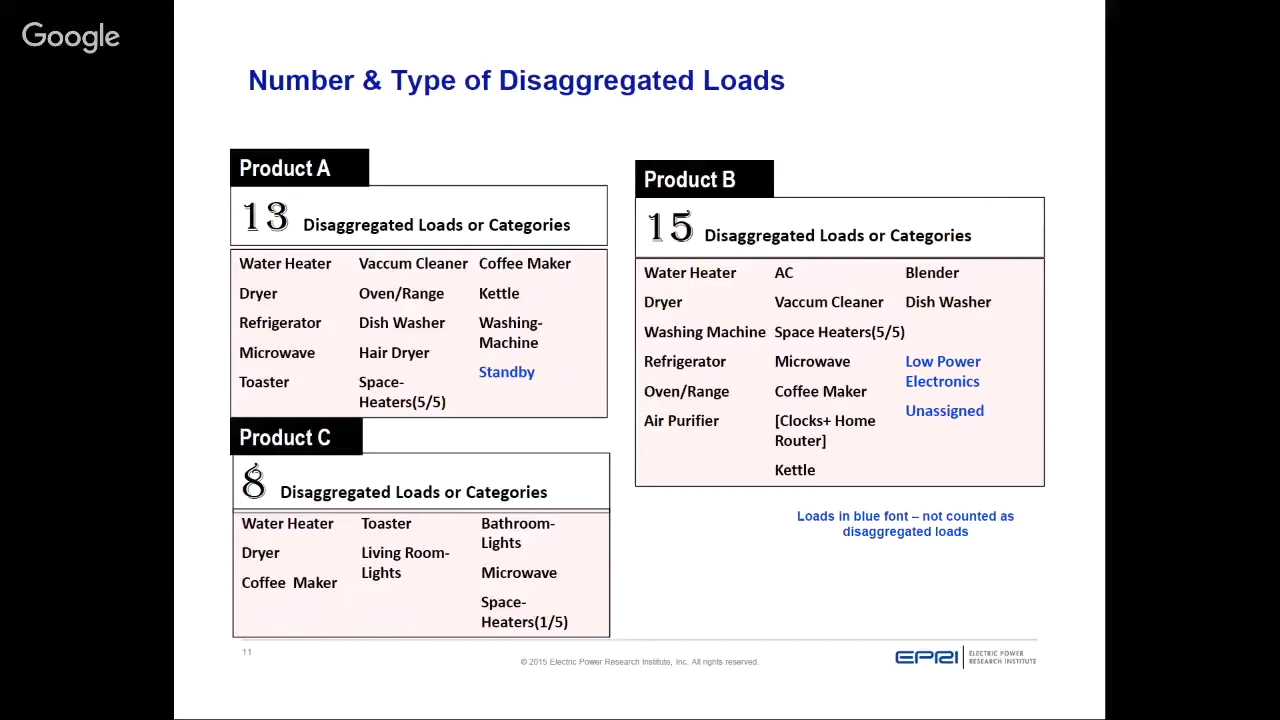 Google
Number & Type of Disaggregated Loads
Product A
13 Disaggregated Loads or Categories
Water Heater
Dryer
Refrigerator
Microwave
Toaster
Vaccum Cleaner
Oven/Range
Dish Washer
Hair Dryer
Space-
Heaters(5/5)
Coffee Maker
Kettle
Washing-
Machine
Standby
Product B
15 Disaggregated Loads or Categories
Water Heater
Dryer
Washing Machine
Refrigerator
Oven/Range
Air Purifier
AC
Vaccum Cleaner
Space Heaters(5/5)
Microwave
Coffee Maker
[Clocks+ Home
Router]
Kettle
Blender
Dish Washer
Low Power
Electronics
Unassigned
Product C
8 Disaggregated Loads or Categories
Water Heater
Dryer
Coffee Maker
Toaster
Living Room-
Lights
Bathroom-
Lights
Microwave
Space-
Heaters(1/5)
Loads in blue font – not counted as
disaggregated loads
11
© 2015 Electric Power Research Institute, Inc. All rights reserved.
EPRI
ELECTRIC POWER
RESEARCH INSTITUTE